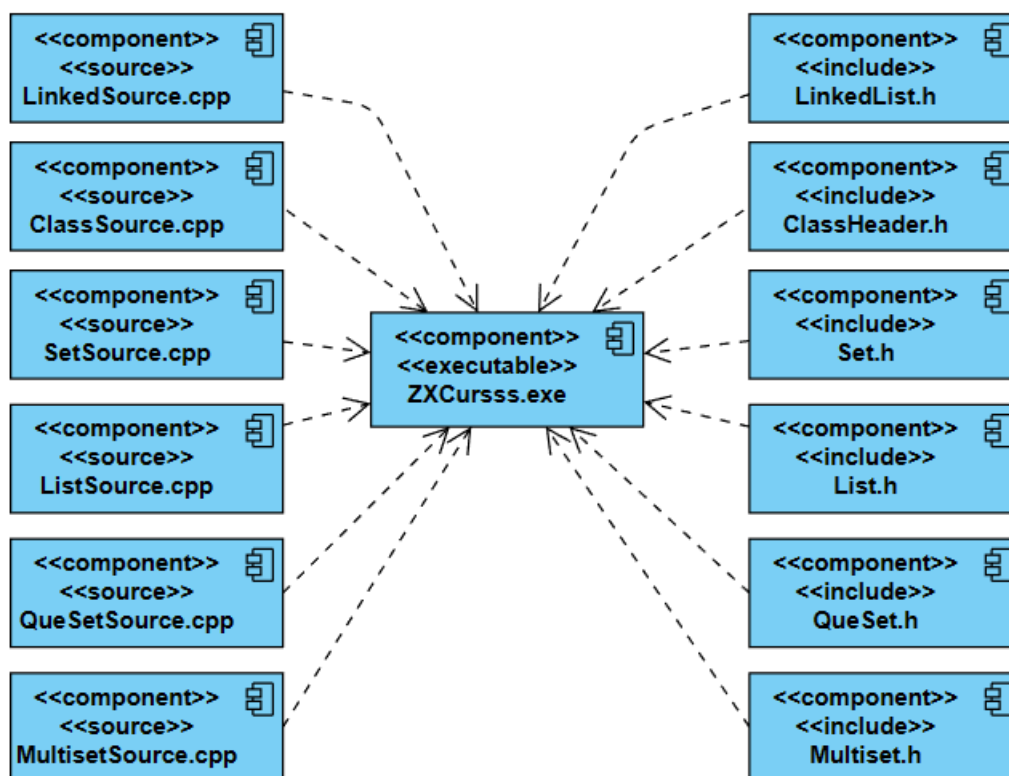 <<component>>
<<source>>
LinkedSource.cpp
<<component>>
<<source>>
ClassSource.cpp
<<component>>
<<source>>
SetSource.cpp
<<component>>
<<source>>
ListSource.cpp
<<component>>
<<source>>
QueSetSource.cpp
<<component>>
<<source>>
MultisetSource.cpp
<<component>>
<<executable>>
ZXCursss.exe
<<component>>
<<include>>
LinkedList.h
<<component>>
<<include>>
ClassHeader.h
<<component>>
<<include>>
Set.h
<<component>>
<<include>>
List.h
<<component>>
<<include>>
QueSet.h
<<component>>
<<include>>
Multiset.h